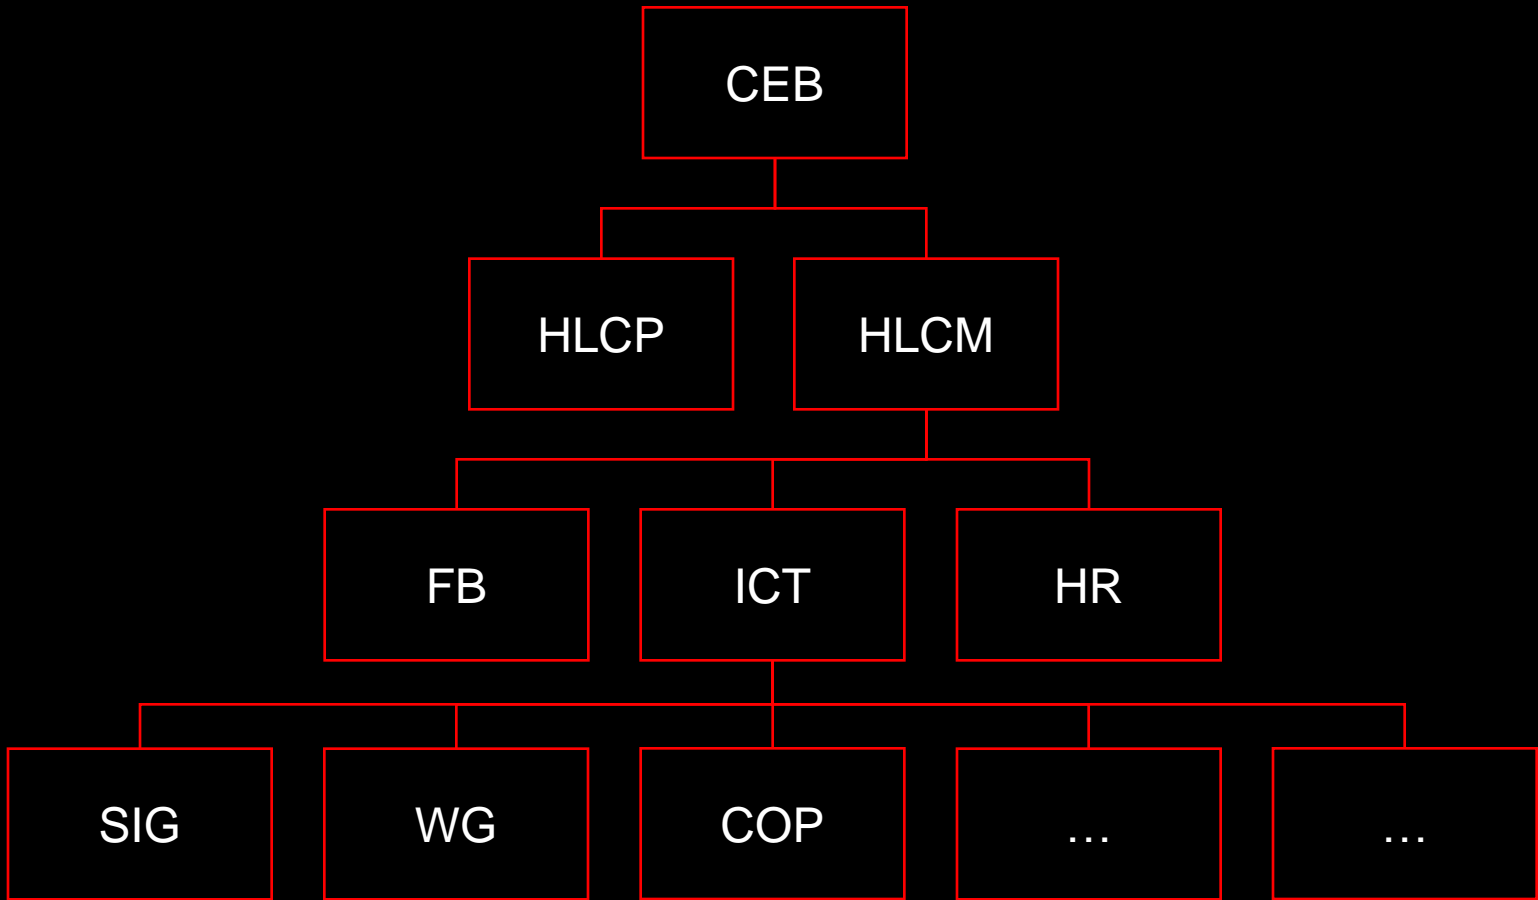 CEB
HLCP
HLCM
FB
ICT
HR
SIG
WG
COP
…
…